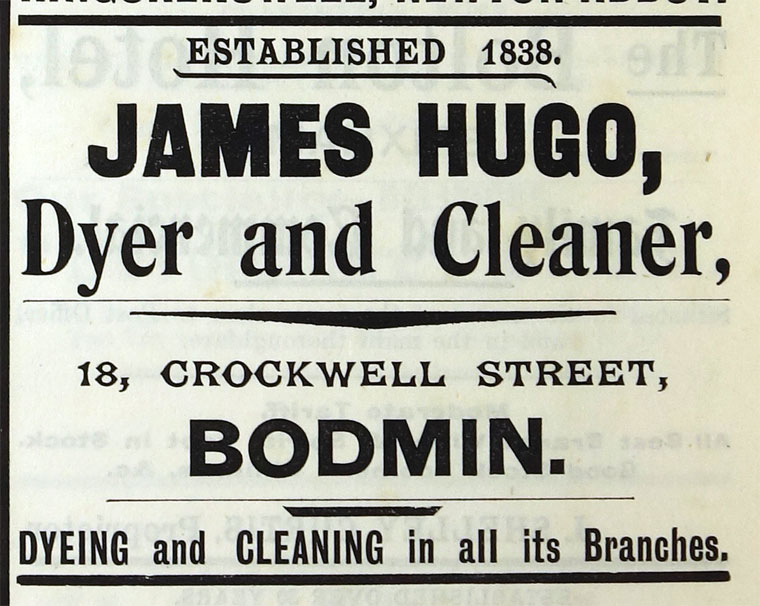 ESTABLISHED 1838.
JAMES HUGO,
Dyer and Cleaner,
18, CROCKWELL STREET,
BODMIN.
DYEING and CLEANING in all its Branches.